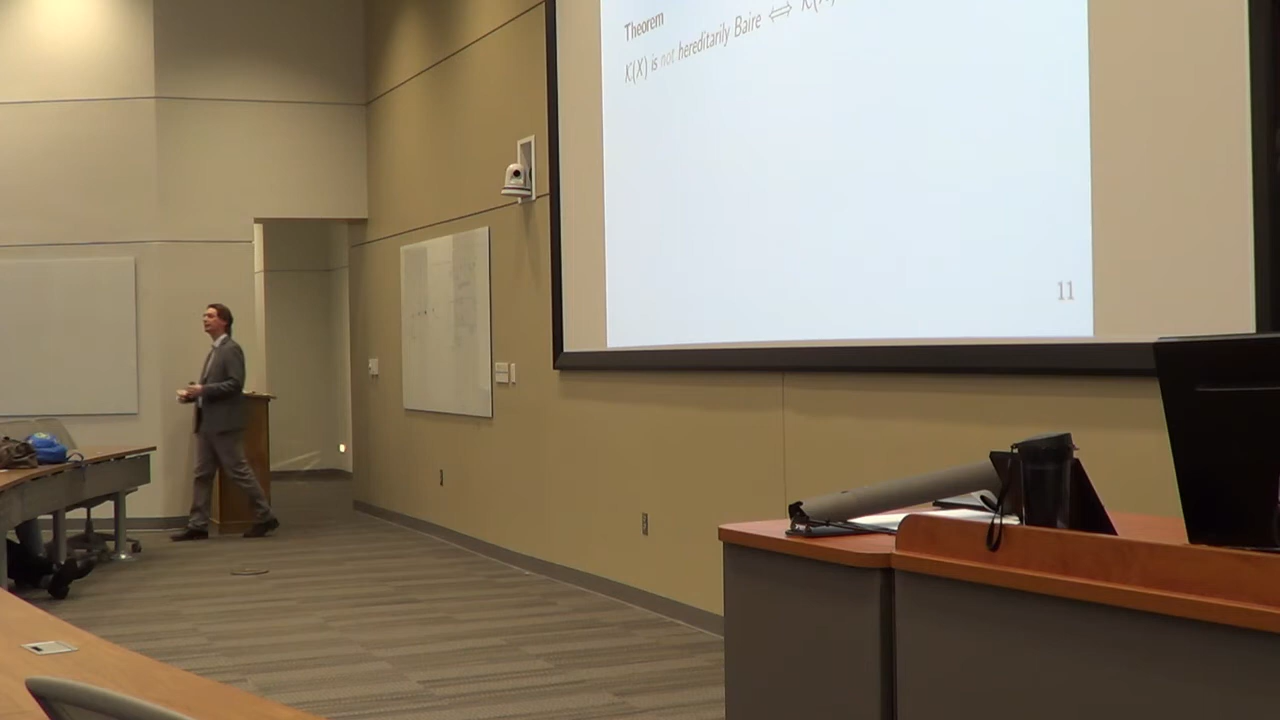 Theorem
K(X) is not hereditarily Baire ⟺ K(X)
11